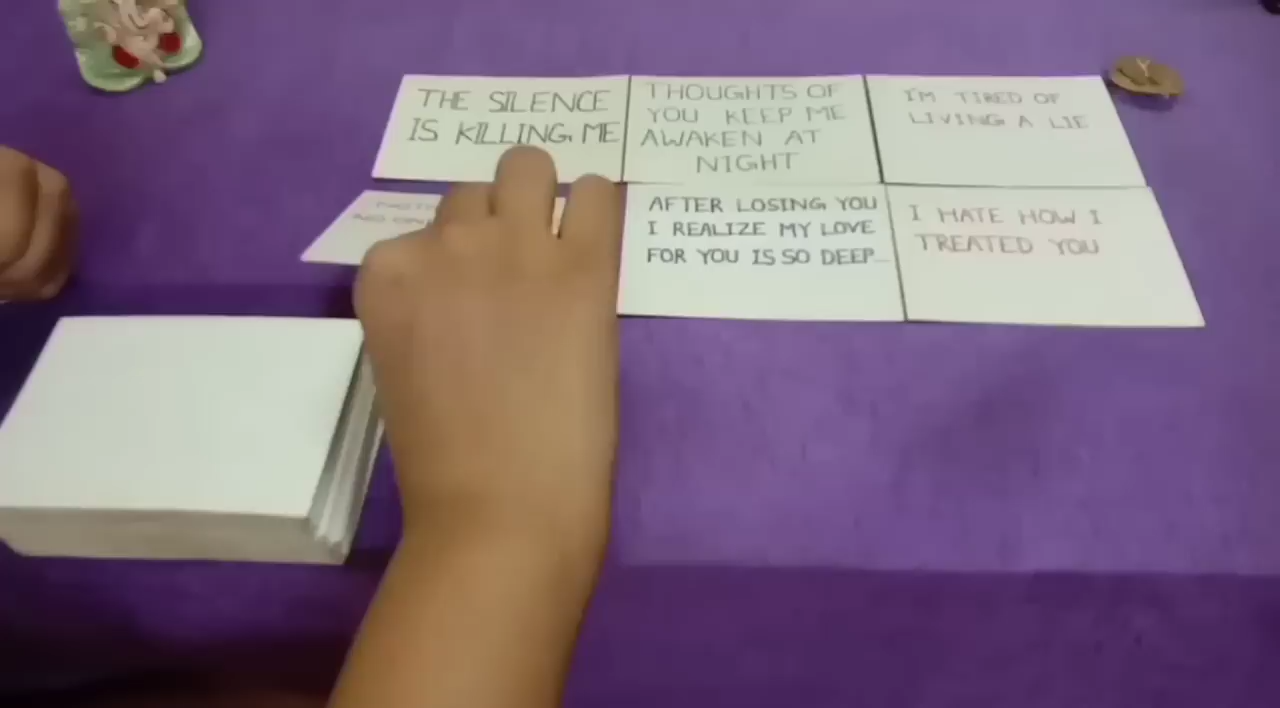 THE SILENCE
IS KILLING ME
THOUGHTS OF
YOU KEEP ME
AWAKEN AT
NIGHT
I'M TIRED OF
LIVING A LIE
AFTER LOSING YOU
I REALIZE MY LOVE
FOR YOU IS SO DEEP...
I HATE HOW I
TREATED YOU